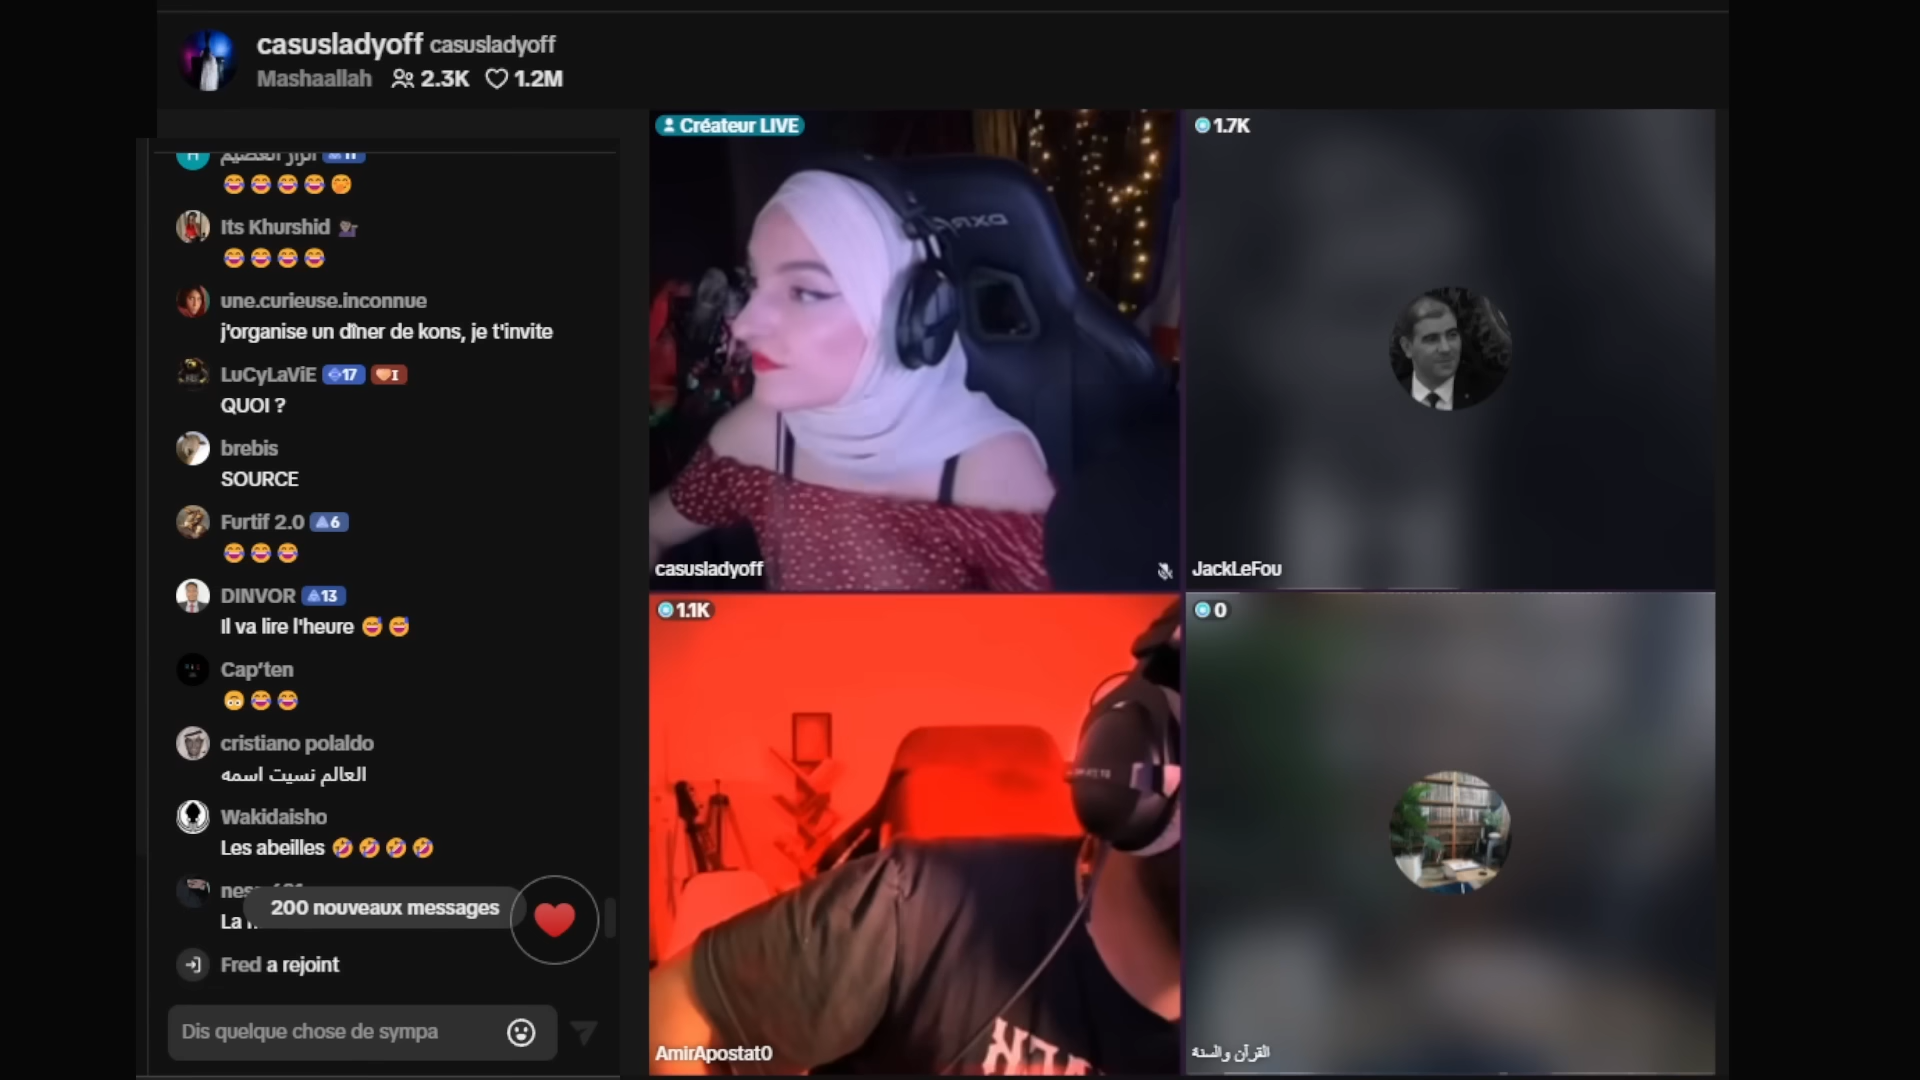 casusladyoff casusladyoff
Mashaallah 2.3K 1.2M
11
Its Khurshid
une.curieuse.inconnue
j'organise un dîner de kons, je t'invite
LuCyLaViE 17 I
QUOI ?
brebis
SOURCE
Furtif 2.0 6
DINVOR 13
Il va lire l'heure
Cap'ten
cristiano polaldo
العالم نسيت اسمه
Wakidaisho
Les abeilles
La
200 nouveaux messages
Fred a rejoint
Dis quelque chose de sympa
Créateur LIVE
casusladyoff
1.7K
JackLeFou
1.1K
AmirApostat0
0
القرآن والسنة